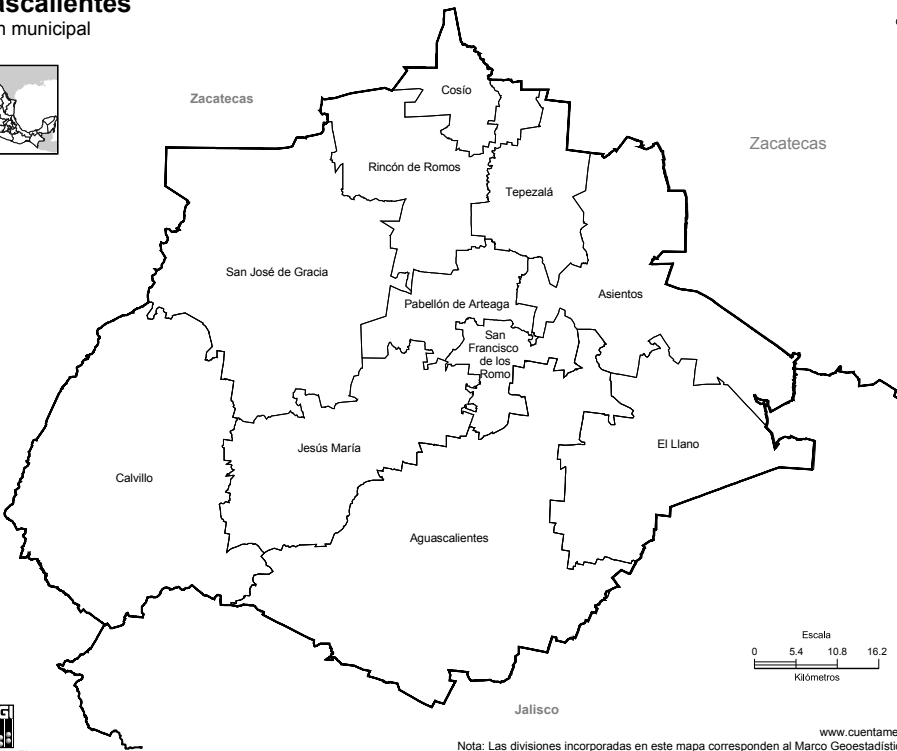 ascalientes
n municipal
Zacatecas
Cosío
Zacatecas
Rincón de Romos
Tepezalá
San José de Gracia
Asientos
Pabellón de Arteaga
San
Francisco
de los
Romo
El Llano
Jesús María
Calvillo
Aguascalientes
Escala
0 5.4 10.8 16.2
Kilómetros
Jalisco
www.cuentame
Nota: Las divisiones incorporadas en este mapa corresponden al Marco Geoestadístic